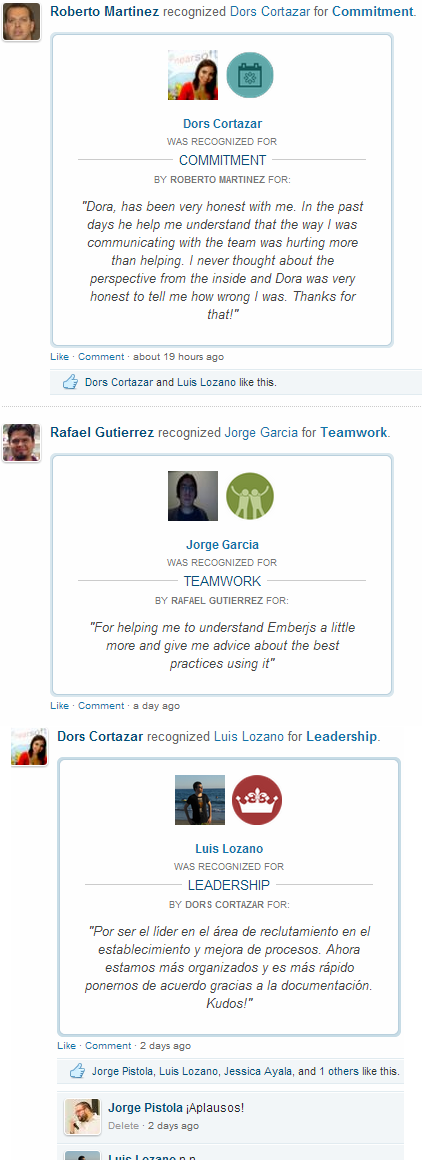 Roberto Martinez recognized Dors Cortazar for Commitment.
nearsoft
Dors Cortazar
WAS RECOGNIZED FOR
COMMITMENT
BY ROBERTO MARTINEZ FOR:
"Dora, has been very honest with me. In the past
days he help me understand that the way I was
communicating with the team was hurting more
than helping. I never thought about the
perspective from the inside and Dora was very
honest to tell me how wrong I was. Thanks for
that!"
Like · Comment · about 19 hours ago
Dors Cortazar and Luis Lozano like this.
Rafael Gutierrez recognized Jorge Garcia for Teamwork.
Jorge Garcia
WAS RECOGNIZED FOR
TEAMWORK
BY RAFAEL GUTIERREZ FOR:
"For helping me to understand Emberjs a little
more and give me advice about the best
practices using it"
Like · Comment · a day ago
Dors Cortazar recognized Luis Lozano for Leadership.
Luis Lozano
WAS RECOGNIZED FOR
LEADERSHIP
BY DORS CORTAZAR FOR:
"Por ser el líder en el área de reclutamiento en el
establecimiento y mejora de procesos. Ahora
estamos más organizados y es más rápido
ponernos de acuerdo gracias a la documentación.
Kudos!"
Like · Comment · 2 days ago
Jorge Pistola, Luis Lozano, Jessica Ayala, and 1 others like this.
Jorge Pistola ¡Aplausos!
Delete · 2 days ago
Luis Lozano